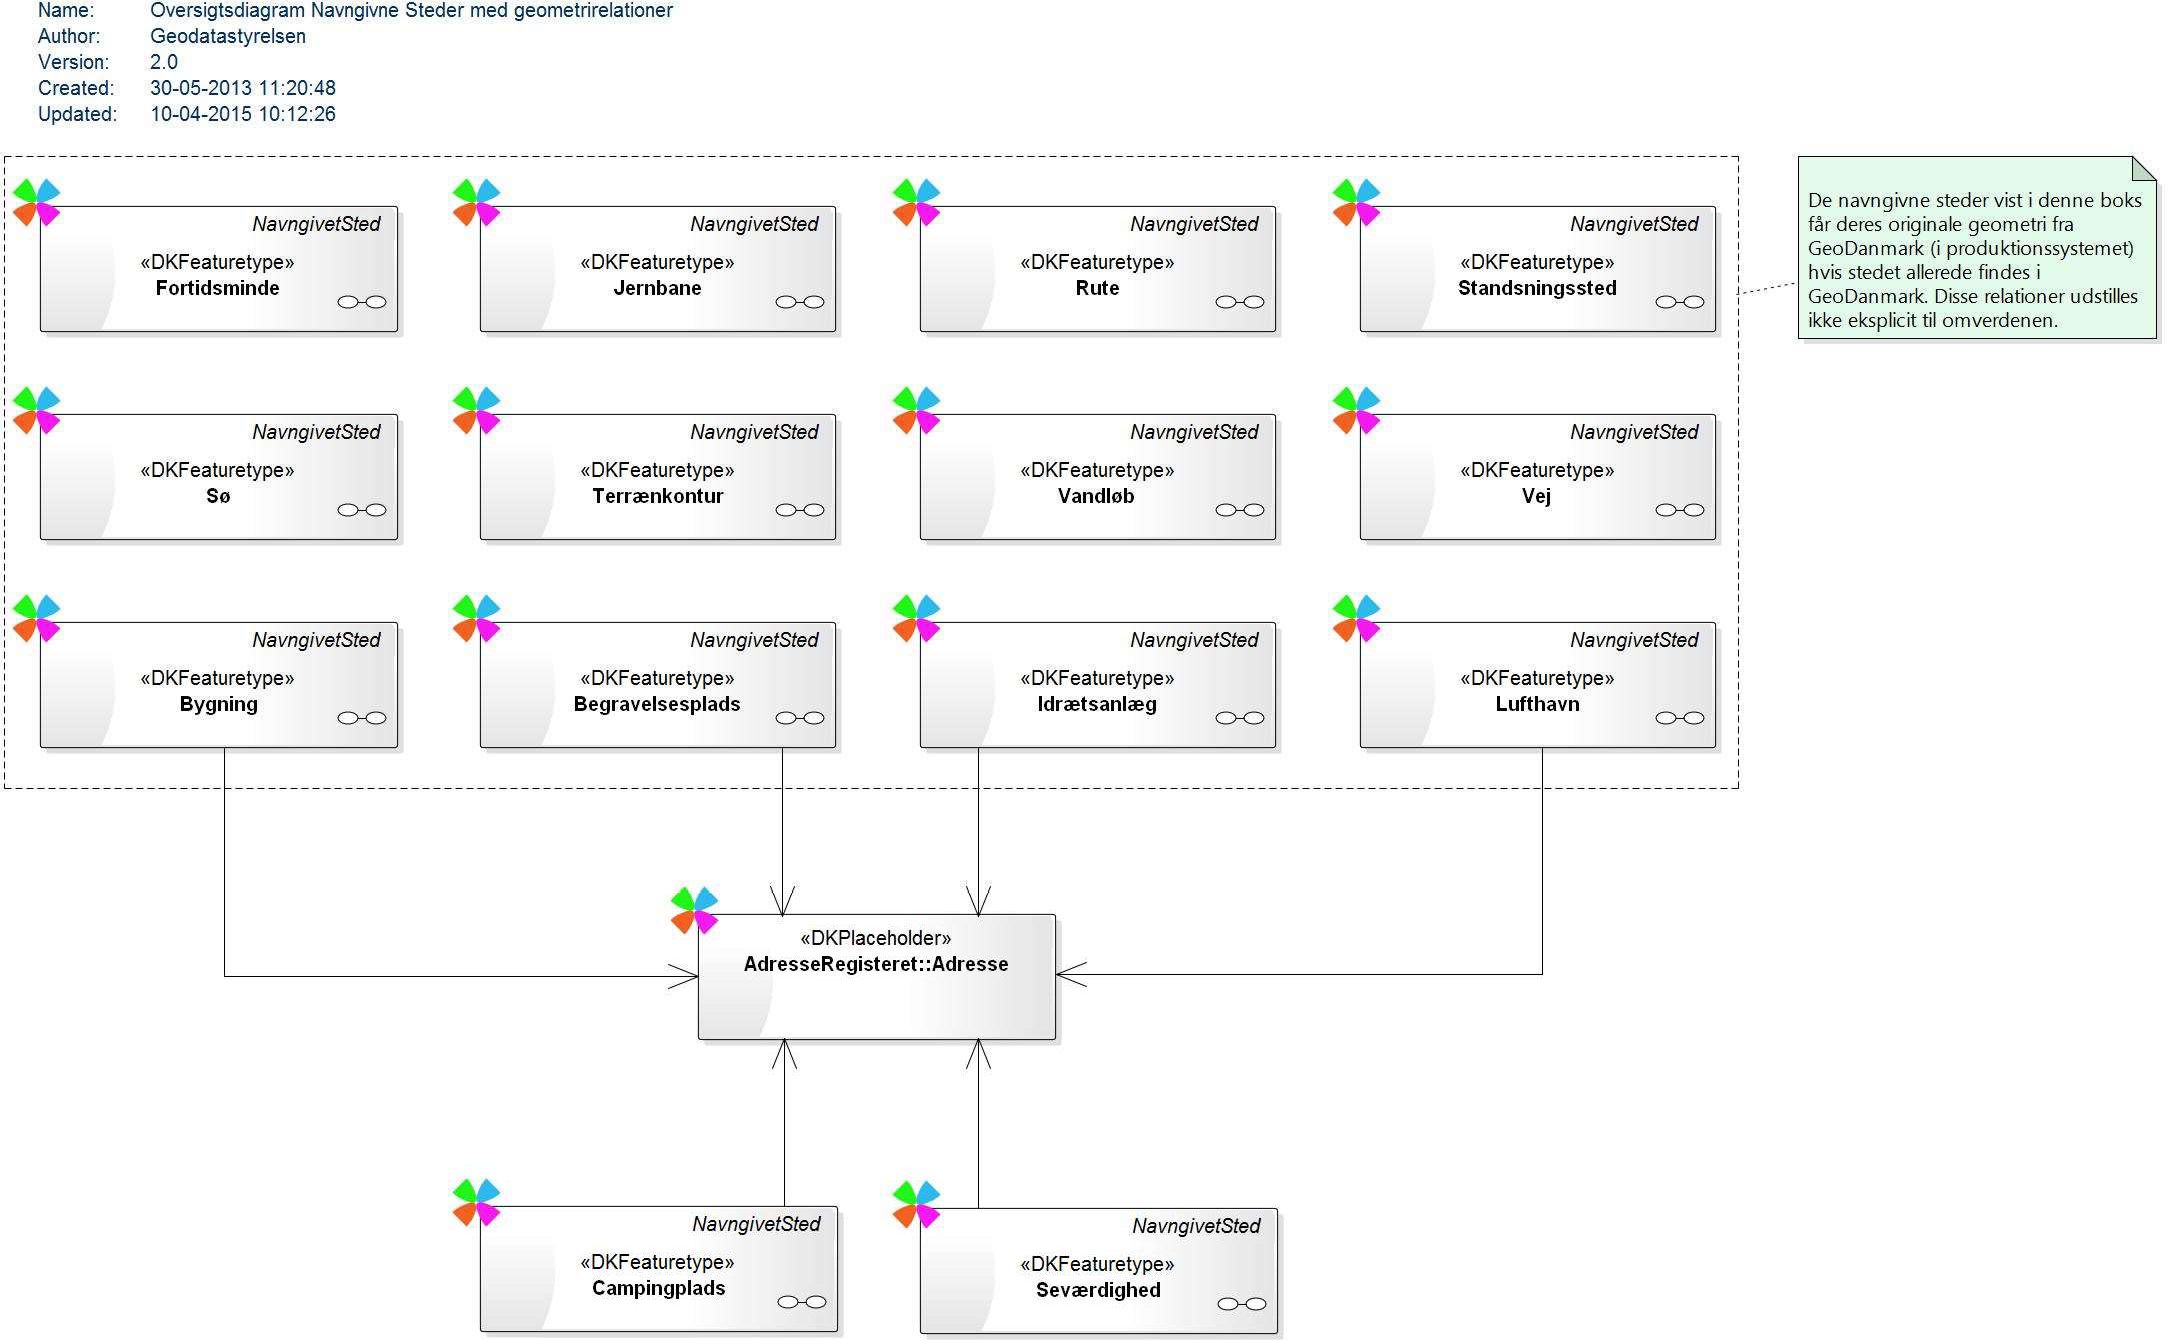 Name: Oversigtsdiagram Navngivne Steder med geometrirelationer
Author: Geodatastyrelsen
Version: 2.0
Created: 30-05-2013 11:20:48
Updated: 10-04-2015 10:12:26
De navngivne steder vist i denne boks
får deres originale geometri fra
GeoDanmark (i produktionssystemet)
hvis stedet allerede findes i
GeoDanmark. Disse relationer udstilles
ikke eksplicit til omverdenen.
NavngivetSted
«DKFeaturetype»
Fortidsminde
NavngivetSted
«DKFeaturetype»
Jernbane
NavngivetSted
«DKFeaturetype»
Rute
NavngivetSted
«DKFeaturetype»
Standsningssted
NavngivetSted
«DKFeaturetype»
Sø
NavngivetSted
«DKFeaturetype»
Terrænkontur
NavngivetSted
«DKFeaturetype»
Vandløb
NavngivetSted
«DKFeaturetype»
Vej
NavngivetSted
«DKFeaturetype»
Bygning
NavngivetSted
«DKFeaturetype»
Begravelsesplads
NavngivetSted
«DKFeaturetype»
Idrætsanlæg
NavngivetSted
«DKFeaturetype»
Lufthavn
«DKPlaceholder»
AdresseRegisteret::Adresse
NavngivetSted
«DKFeaturetype»
Campingplads
NavngivetSted
«DKFeaturetype»
Seværdighed